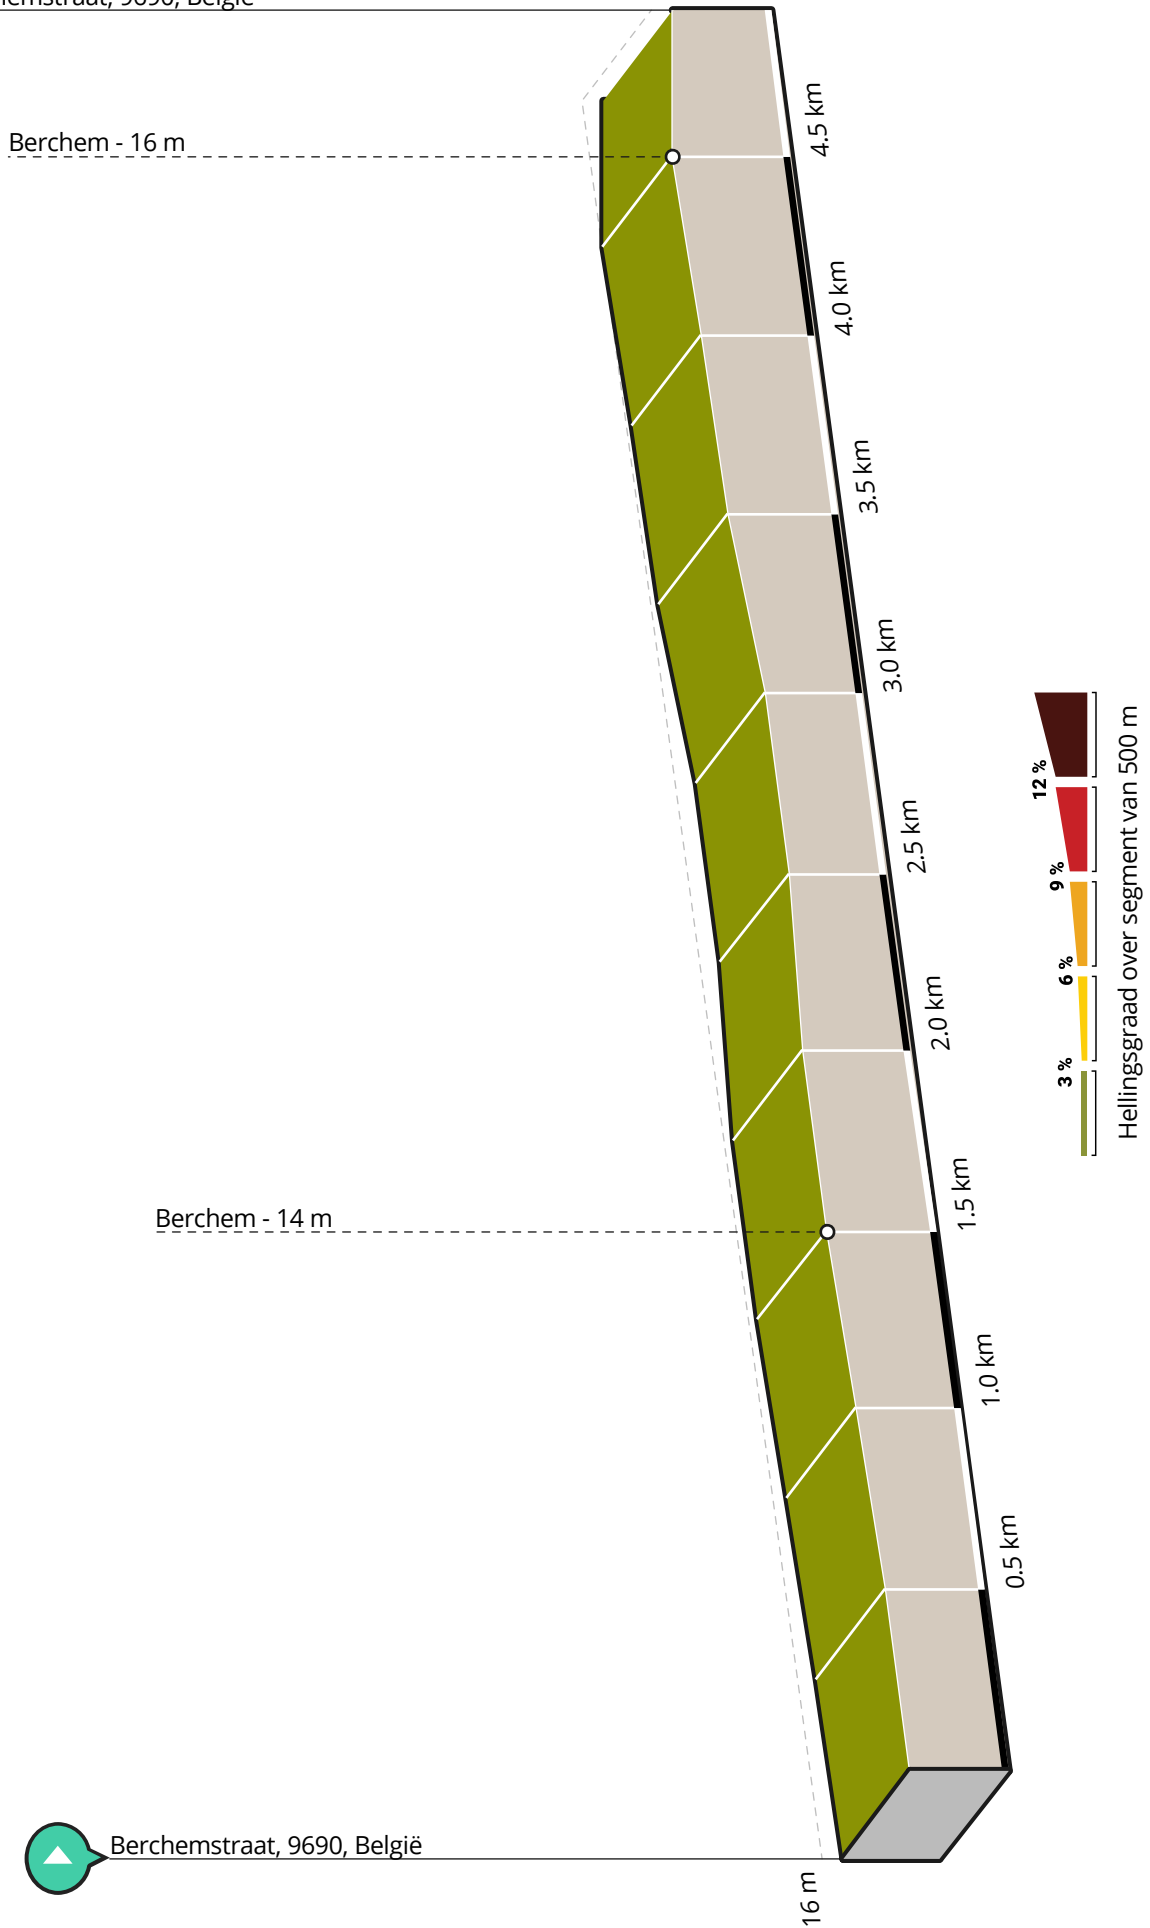 Berchem - 16 m
4.5 km
4.0 km
3.5 km
3.0 km
2.5 km
2.0 km
Berchem - 14 m
1.5 km
1.0 km
0.5 km
Berchemstraat, 9690, België
16 m
12 %
9 %
6 %
3 %
Hellingsgraad over segment van 500 m